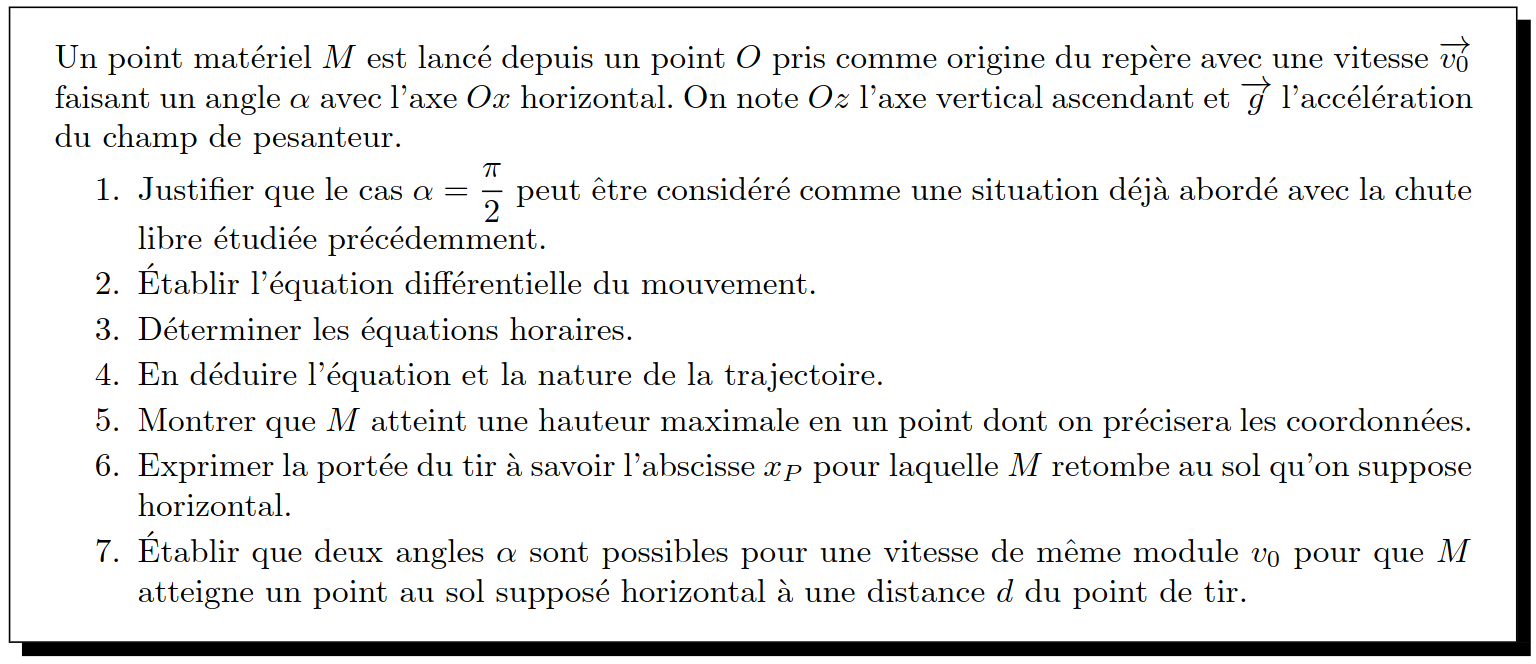 Un point matériel M est lancé depuis un point O pris comme origine du repère avec une vitesse $\overrightarrow{v_0}$
faisant un angle α avec l'axe Ox horizontal. On note Oz l'axe vertical ascendant et $\overrightarrow{g}$ l'accélération
du champ de pesanteur.
1. Justifier que le cas $\alpha = \dfrac{\pi}{2}$ peut être considéré comme une situation déjà abordé avec la chute
libre étudiée précédemment.
2. Établir l'équation différentielle du mouvement.
3. Déterminer les équations horaires.
4. En déduire l'équation et la nature de la trajectoire.
5. Montrer que M atteint une hauteur maximale en un point dont on précisera les coordonnées.
6. Exprimer la portée du tir à savoir l'abscisse $x_P$ pour laquelle M retombe au sol qu'on suppose
horizontal.
7. Établir que deux angles α sont possibles pour une vitesse de même module $v_0$ pour que M
atteigne un point au sol supposé horizontal à une distance d du point de tir.